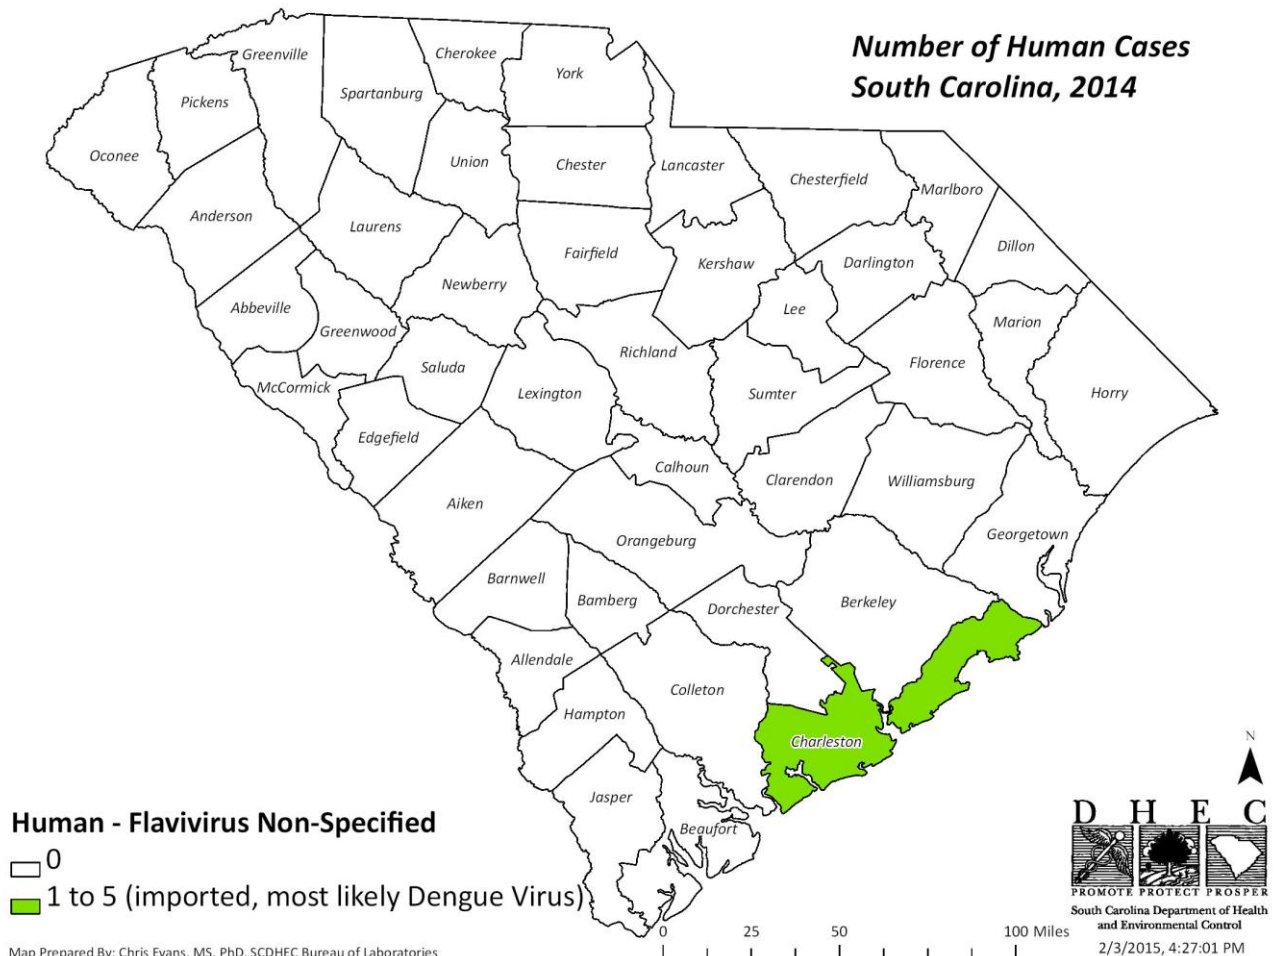 Number of Human Cases
South Carolina, 2014
Greenville
Cherokee
York
Spartanburg
Pickens
Oconee
Union
Chester
Lancaster
Chesterfield
Marlboro
Anderson
Laurens
Dillon
Fairfield
Kershaw
Darlington
Newberry
Abbeville
Lee
Greenwood
Marion
Richland
Saluda
Florence
McCormick
Lexington
Sumter
Horry
Edgefield
Calhoun
Clarendon
Williamsburg
Aiken
Orangeburg
Georgetown
Barnwell
Bamberg
Dorchester
Berkeley
Allendale
Colleton
Hampton
Charleston
Jasper
Beaufort
Human - Flavivirus Non-Specified
0
1 to 5 (imported, most likely Dengue Virus)
Map Prepared By: Chris Evans, MS, PhD, SCDHEC Bureau of Laboratories
0 25 50 100 Miles
N
D H E C
PROMOTE PROTECT PROSPER
South Carolina Department of Health
and Environmental Control
2/3/2015, 4:27:01 PM